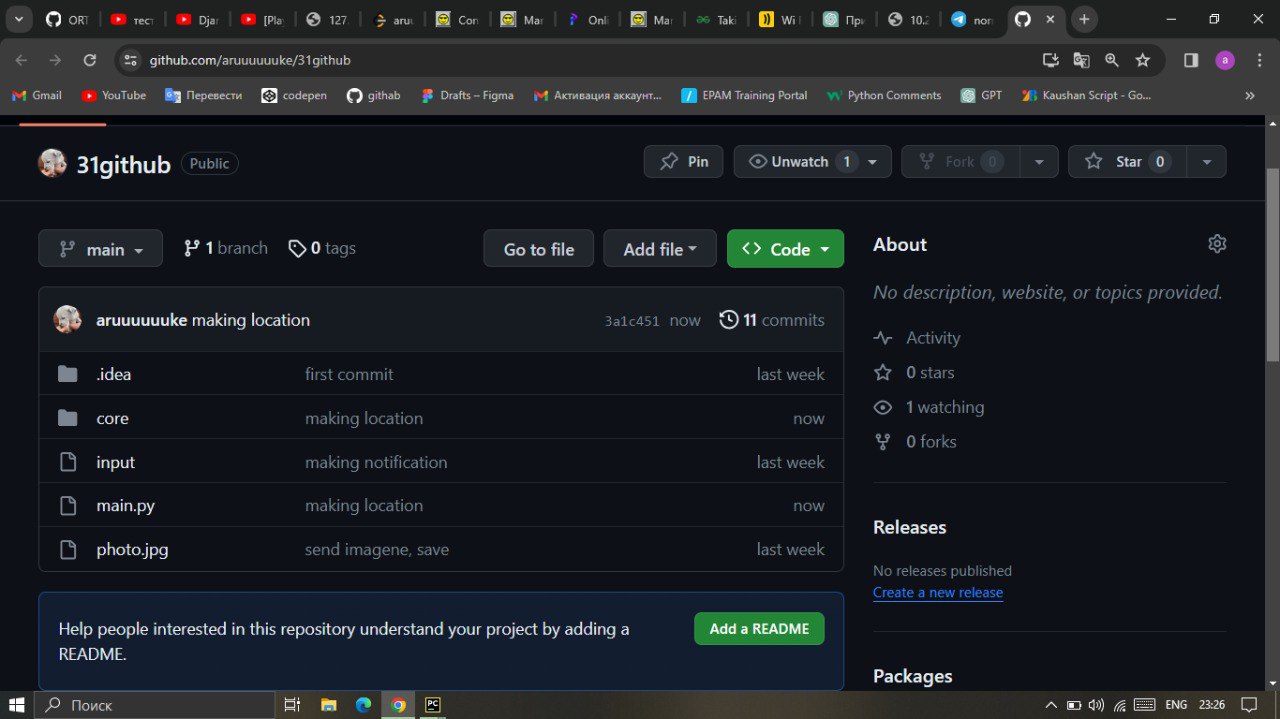 ORT
тест
Djar
[Play
127.
aruu
Con
Mar
Onli
Mar
Taki
Wi
При
10.2
non
github.com/aruuuuuuke/31github
Gmail YouTube Перевести codepen githab Drafts – Figma Активация аккаунт... EPAM Training Portal Python Comments GPT Kaushan Script - Go... »
31github Public Pin Unwatch 1 Fork 0 Star 0
main 1 branch 0 tags Go to file Add file Code
aruuuuuuke making location 3a1c451 now 11 commits
.idea first commit last week
core making location now
input making notification last week
main.py making location now
photo.jpg send imagene, save last week
Help people interested in this repository understand your project by adding a
README.
Add a README
About
No description, website, or topics provided.
Activity
0 stars
1 watching
0 forks
Releases
No releases published
Create a new release
Packages
Поиск
PC
ENG 23:26